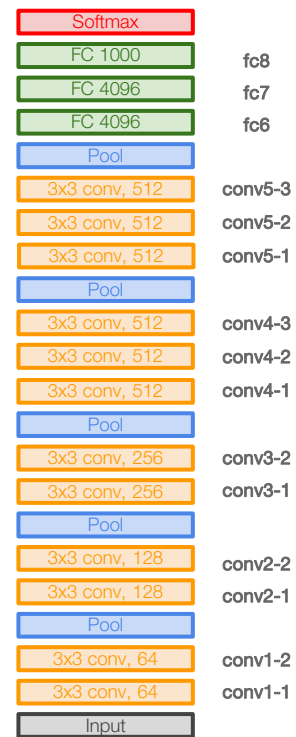 Softmax
FC 1000 fc8
FC 4096 fc7
FC 4096 fc6
Pool
3x3 conv, 512 conv5-3
3x3 conv, 512 conv5-2
3x3 conv, 512 conv5-1
Pool
3x3 conv, 512 conv4-3
3x3 conv, 512 conv4-2
3x3 conv, 512 conv4-1
Pool
3x3 conv, 256 conv3-2
3x3 conv, 256 conv3-1
Pool
3x3 conv, 128 conv2-2
3x3 conv, 128 conv2-1
Pool
3x3 conv, 64 conv1-2
3x3 conv, 64 conv1-1
Input